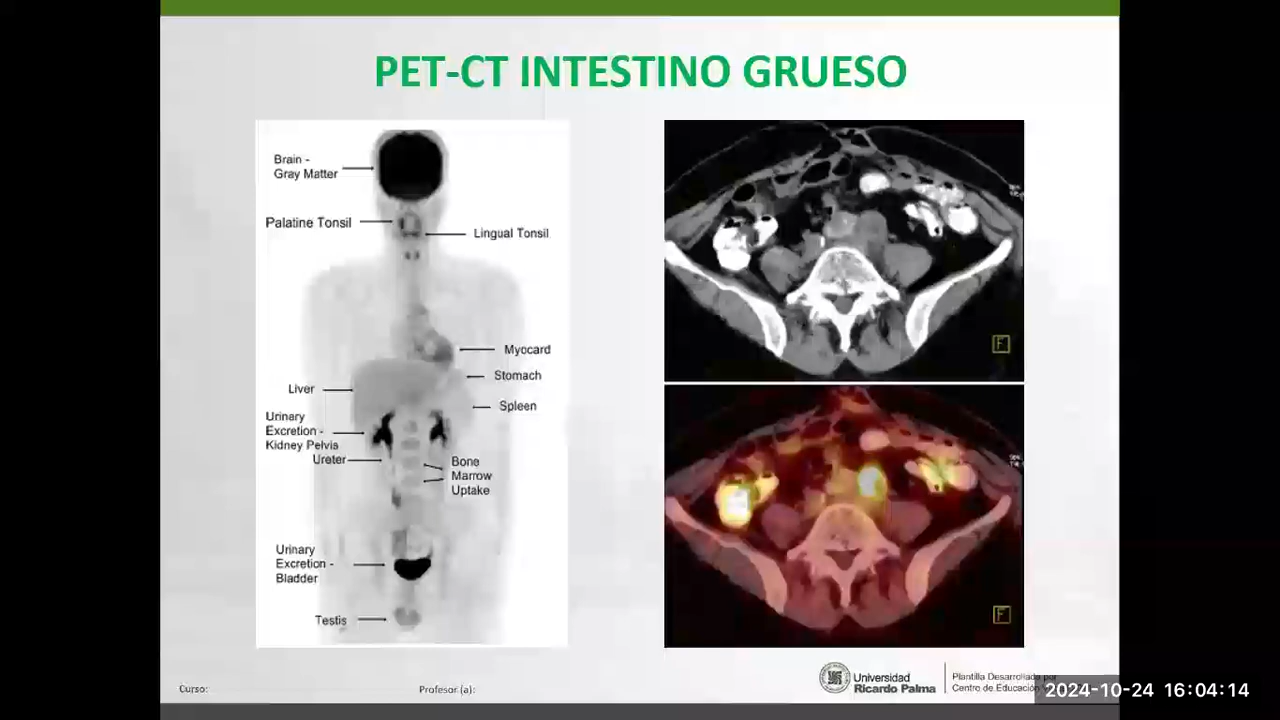 PET-CT INTESTINO GRUESO
Brain -
Gray Matter
Palatine Tonsil
Lingual Tonsil
Myocard
Stomach
Liver
Spleen
Urinary
Excretion -
Kidney Pelvis
Ureter
Bone
Marrow
Uptake
Urinary
Excretion -
Bladder
Testis
F
F
Curso:
Profesor (a):
Universidad
Ricardo Palma
Plantilla Desarrollada por
Centro de Educación
2024-10-24 16:04:14